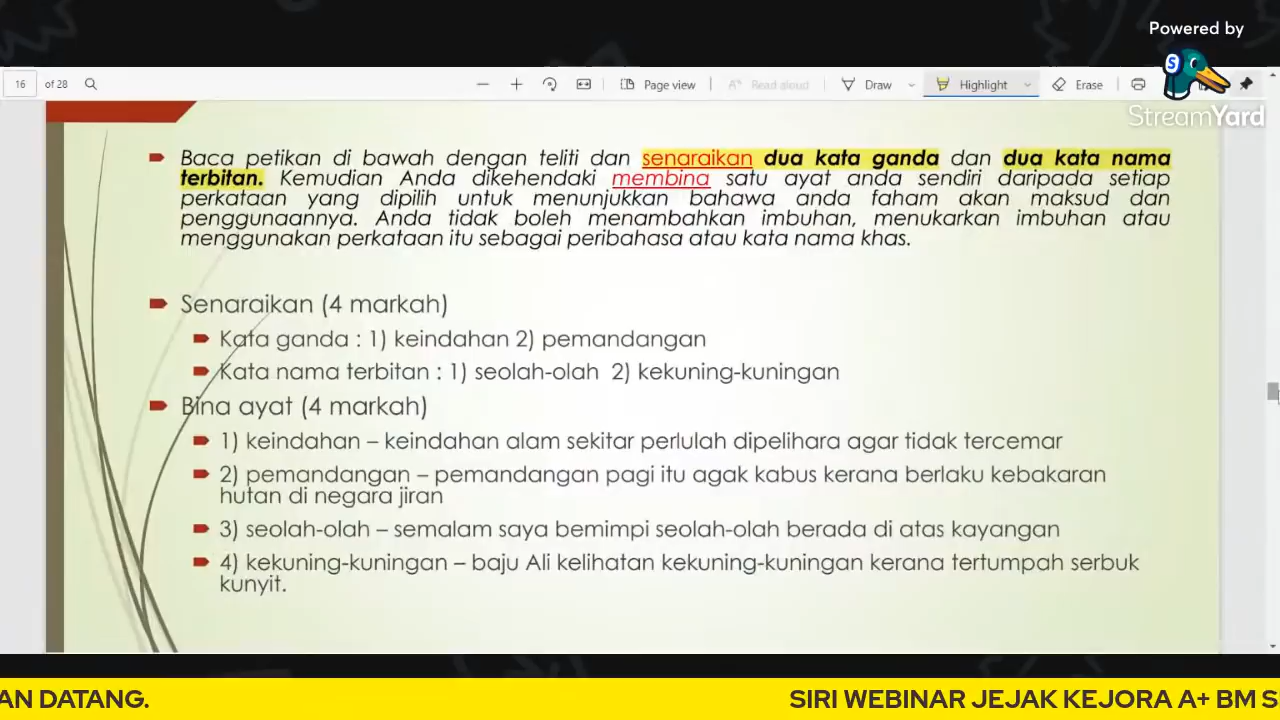 Powered by
StreamYard
16 of 28 Page view Read aloud Draw Highlight Erase
Baca petikan di bawah dengan teliti dan senaraikan dua kata ganda dan dua kata nama
terbitan. Kemudian Anda dikehendaki membina satu ayat anda sendiri daripada setiap
perkataan yang dipilih untuk menunjukkan bahawa anda faham akan maksud dan
penggunaannya. Anda tidak boleh menambahkan imbuhan, menukarkan imbuhan atau
menggunakan perkataan itu sebagai peribahasa atau kata nama khas.
Senaraikan (4 markah)
Kata ganda : 1) keindahan 2) pemandangan
Kata nama terbitan : 1) seolah-olah 2) kekuning-kuningan
Bina ayat (4 markah)
1) keindahan – keindahan alam sekitar perlulah dipelihara agar tidak tercemar
2) pemandangan – pemandangan pagi itu agak kabus kerana berlaku kebakaran
hutan di negara jiran
3) seolah-olah – semalam saya bemimpi seolah-olah berada di atas kayangan
4) kekuning-kuningan – baju Ali kelihatan kekuning-kuningan kerana tertumpah serbuk
kunyit.
AN DATANG. SIRI WEBINAR JEJAK KEJORA A+ BM S